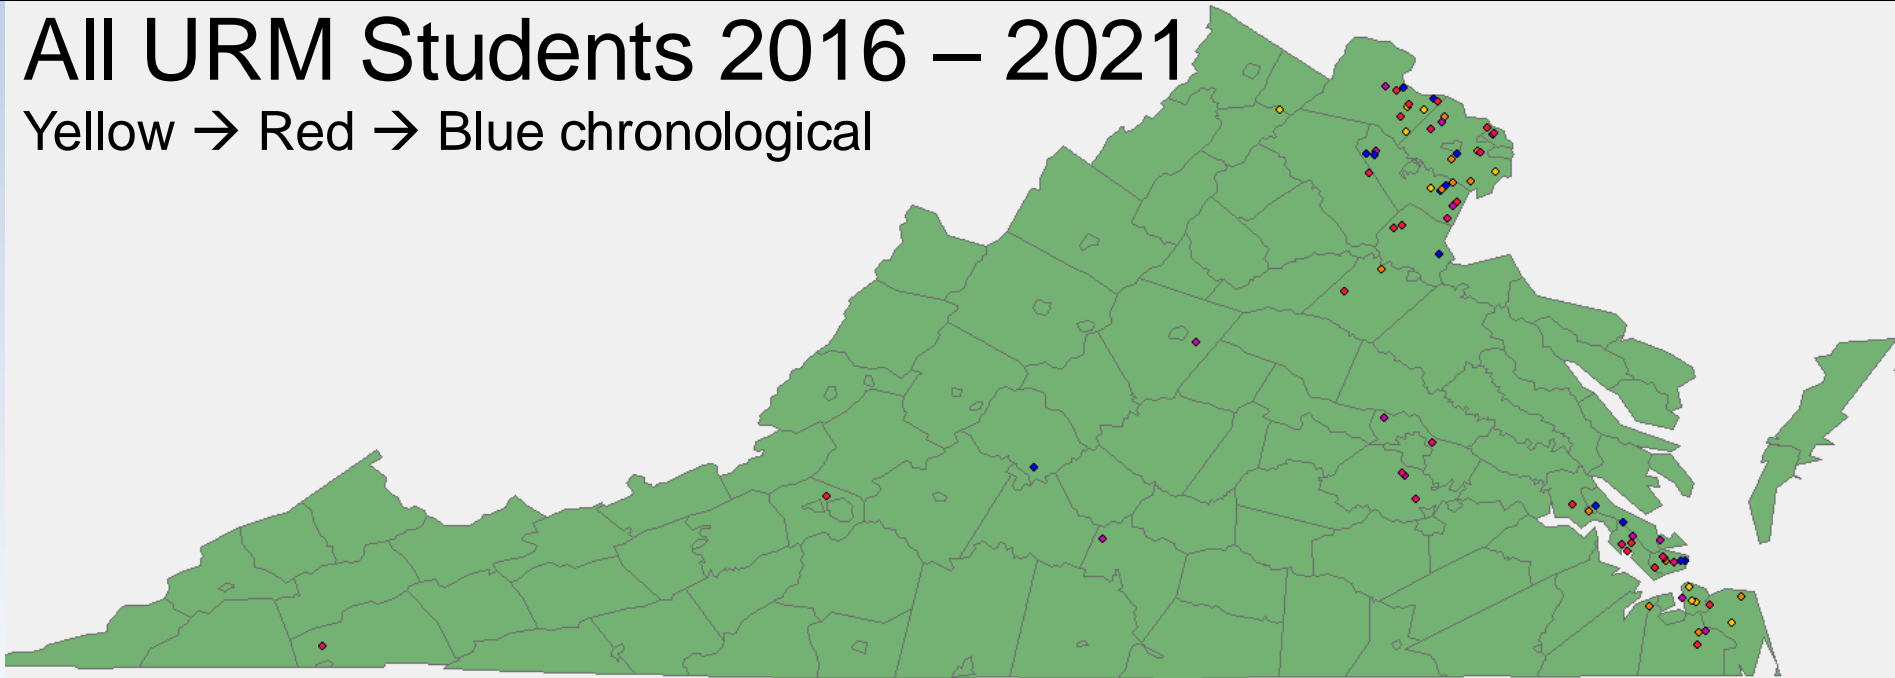 All URM Students 2016 – 2021
Yellow → Red → Blue chronological